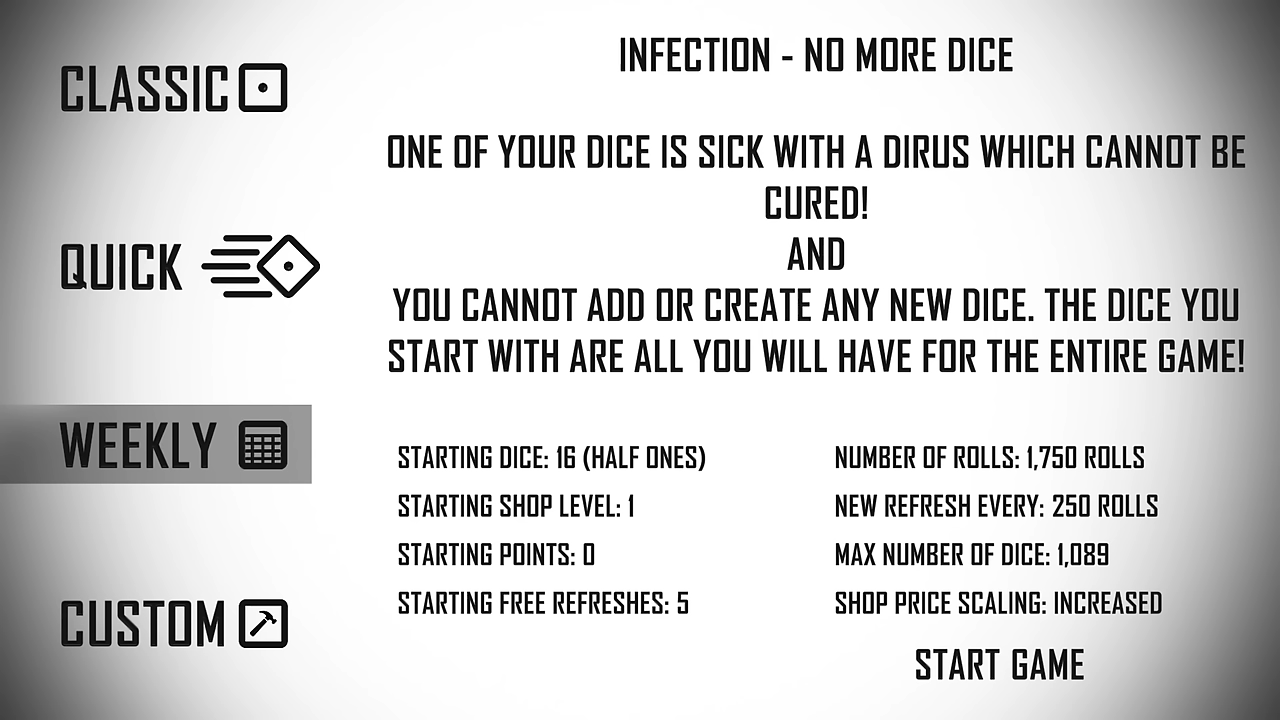 CLASSIC
QUICK
WEEKLY
CUSTOM
INFECTION - NO MORE DICE
ONE OF YOUR DICE IS SICK WITH A DIRUS WHICH CANNOT BE
CURED!
AND
YOU CANNOT ADD OR CREATE ANY NEW DICE. THE DICE YOU
START WITH ARE ALL YOU WILL HAVE FOR THE ENTIRE GAME!
STARTING DICE: 16 (HALF ONES)
STARTING SHOP LEVEL: 1
STARTING POINTS: 0
STARTING FREE REFRESHES: 5
NUMBER OF ROLLS: 1,750 ROLLS
NEW REFRESH EVERY: 250 ROLLS
MAX NUMBER OF DICE: 1,089
SHOP PRICE SCALING: INCREASED
START GAME